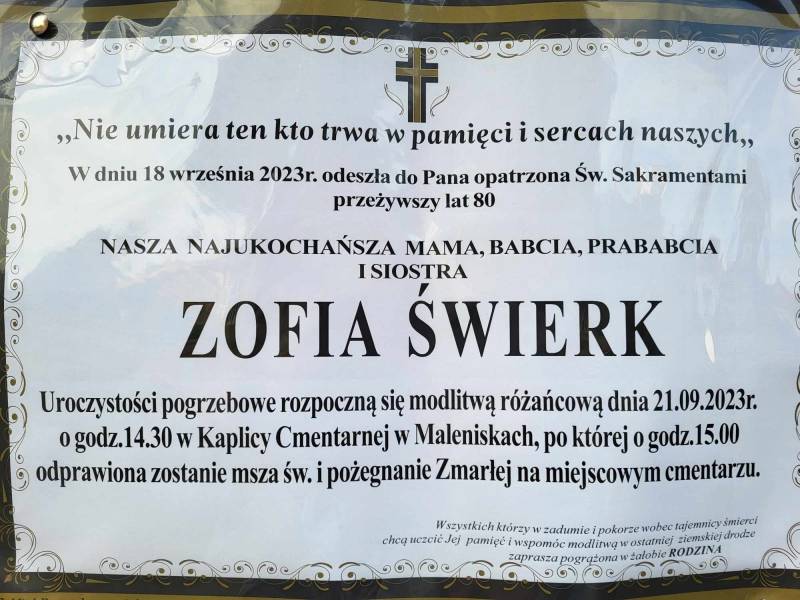 „Nie umiera ten kto trwa w pamięci i sercach naszych„
W dniu 18 września 2023r. odeszła do Pana opatrzona Św. Sakramentami
przeżywszy lat 80
NASZA NAJUKOCHAŃSZA MAMA, BABCIA, PRABABCIA
I SIOSTRA
ZOFIA ŚWIERK
Uroczystości pogrzebowe rozpoczną się modlitwą różańcową dnia 21.09.2023r.
o godz.14.30 w Kaplicy Cmentarnej w Maleniskach, po której o godz.15.00
odprawiona zostanie msza św. i pożegnanie Zmarłej na miejscowym cmentarzu.
Wszystkich którzy w zadumie i pokorze wobec tajemnicy śmierci
chcą uczcić Jej pamięć i wspomóc modlitwą w ostatniej ziemskiej drodze
zaprasza pogrążona w żałobie RODZINA